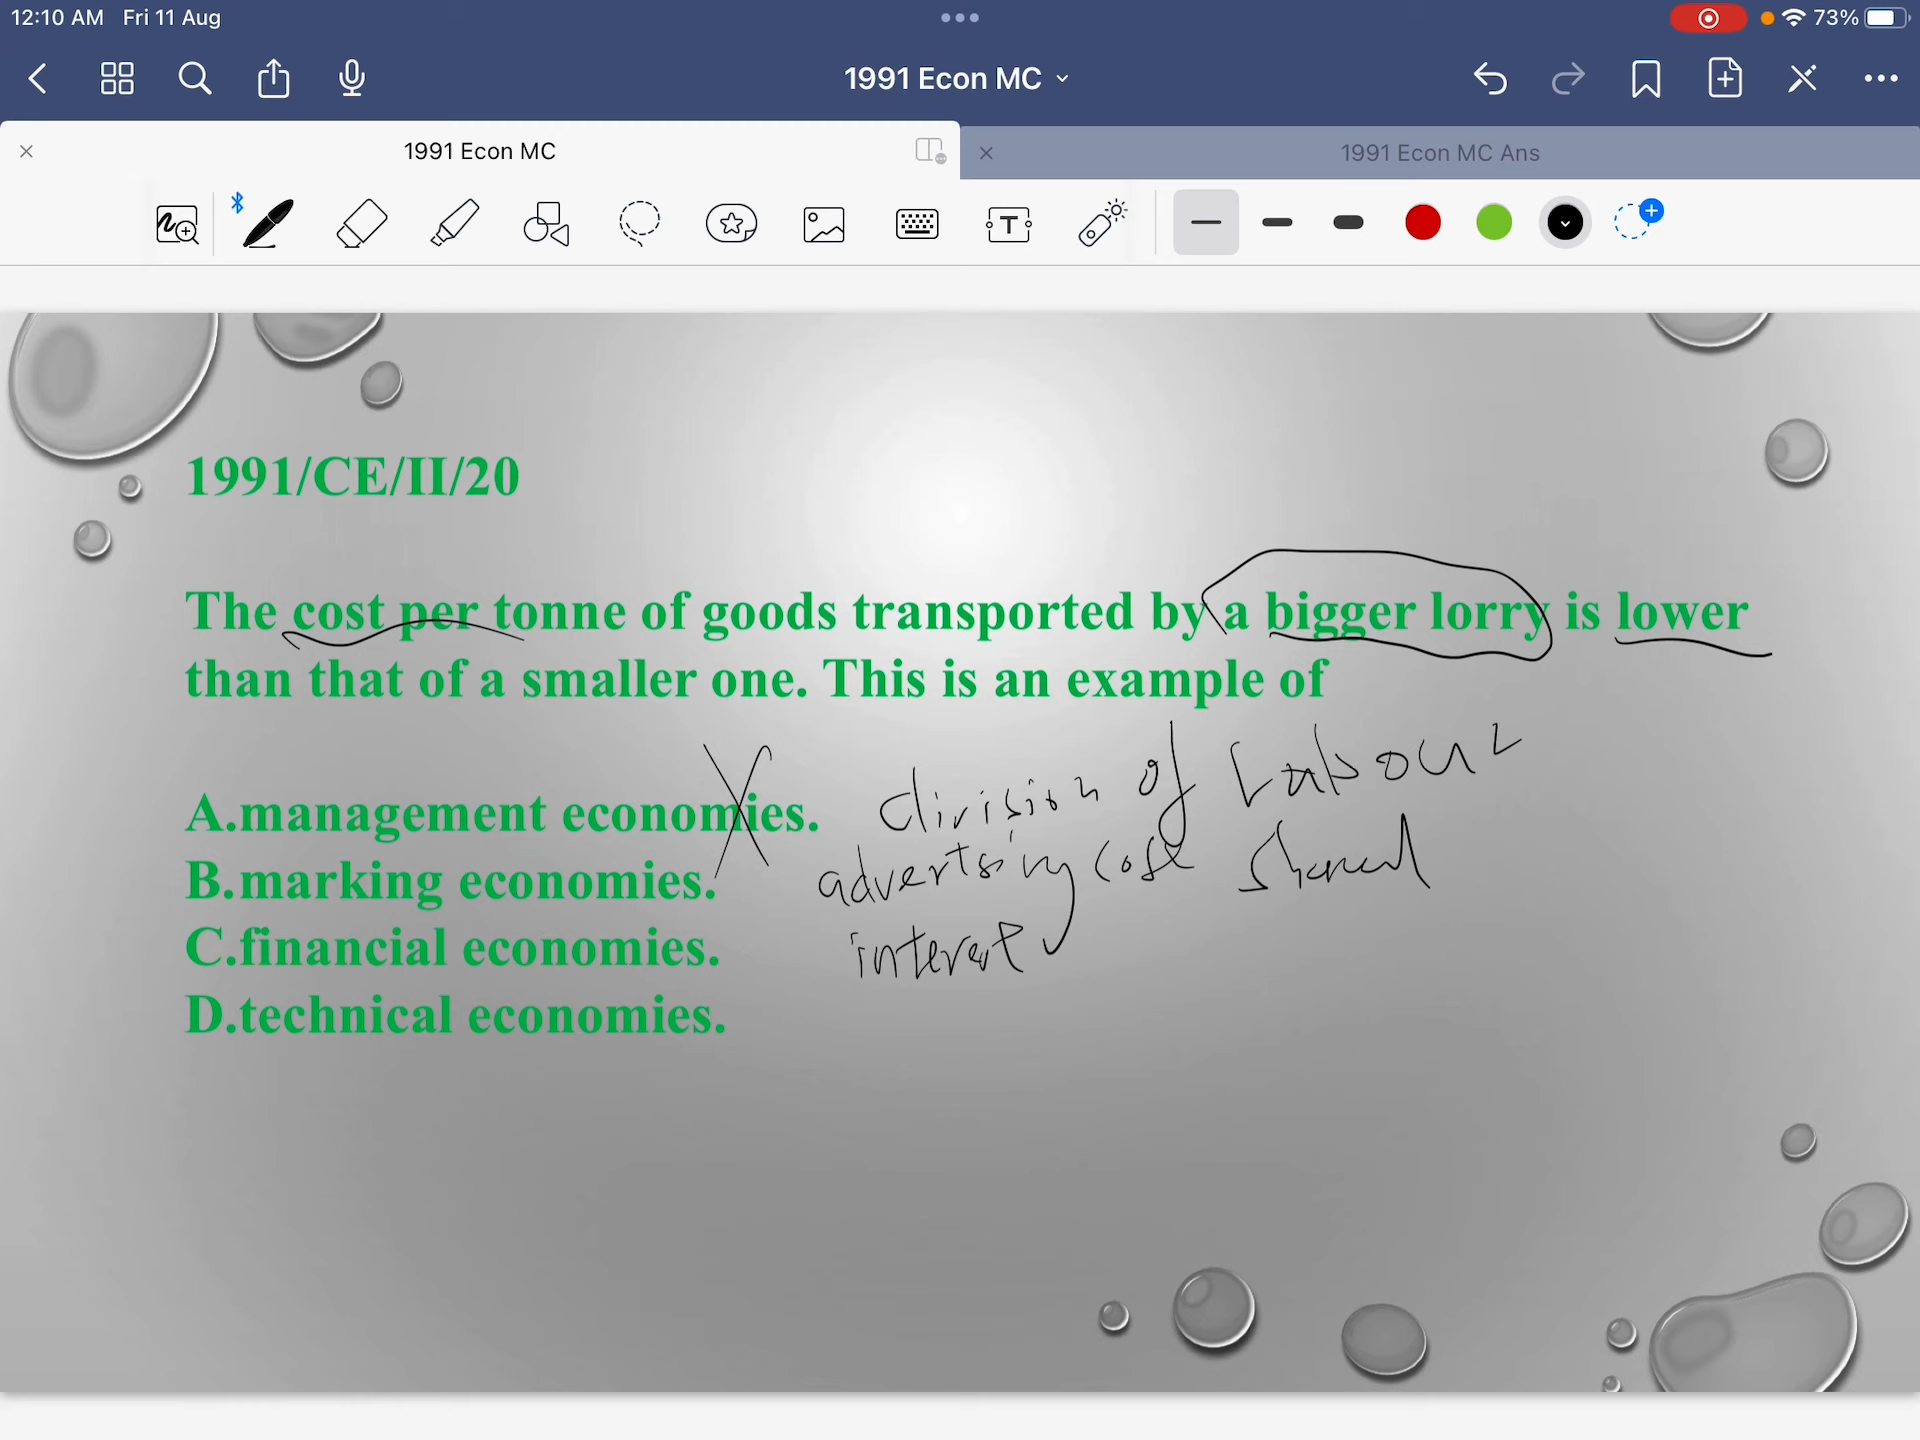 12:10 AM Fri 11 Aug
73%
1991 Econ MC
1991 Econ MC
1991 Econ MC Ans
1991/CE/II/20
The cost per tonne of goods transported by a bigger lorry is lower
than that of a smaller one. This is an example of
A.management economies. division of Labour
B.marking economies. advertsing cost shared
C.financial economies. interest
D.technical economies.